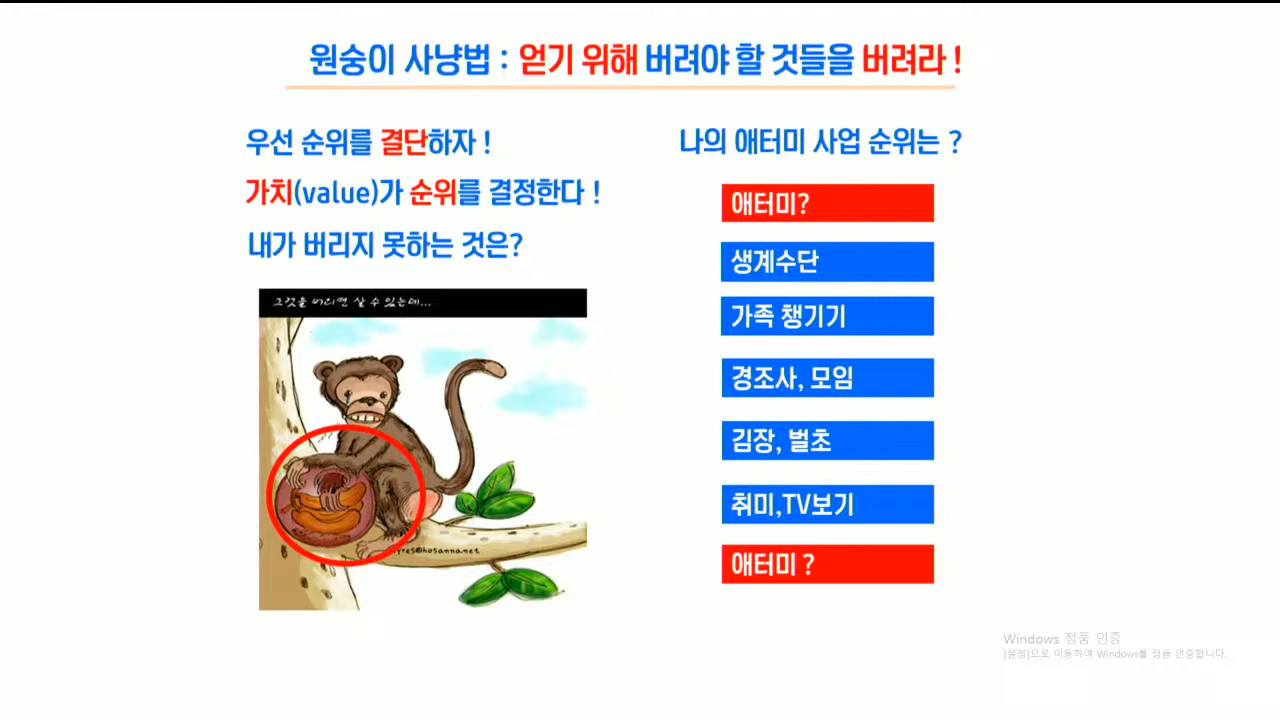 원숭이 사냥법 : 얻기 위해 버려야 할 것들을 버려라 !
우선 순위를 결단하자 !
가치(value)가 순위를 결정한다 !
내가 버리지 못하는 것은?
그것을 버리면 살 수 있는데...
yres@hosanna.net
나의 애터미 사업 순위는 ?
애터미?
생계수단
가족 챙기기
경조사, 모임
김장, 벌초
취미,TV보기
애터미 ?
Windows 정품 인증
[설정]으로 이동하여 Windows를 정품 인증합니다.